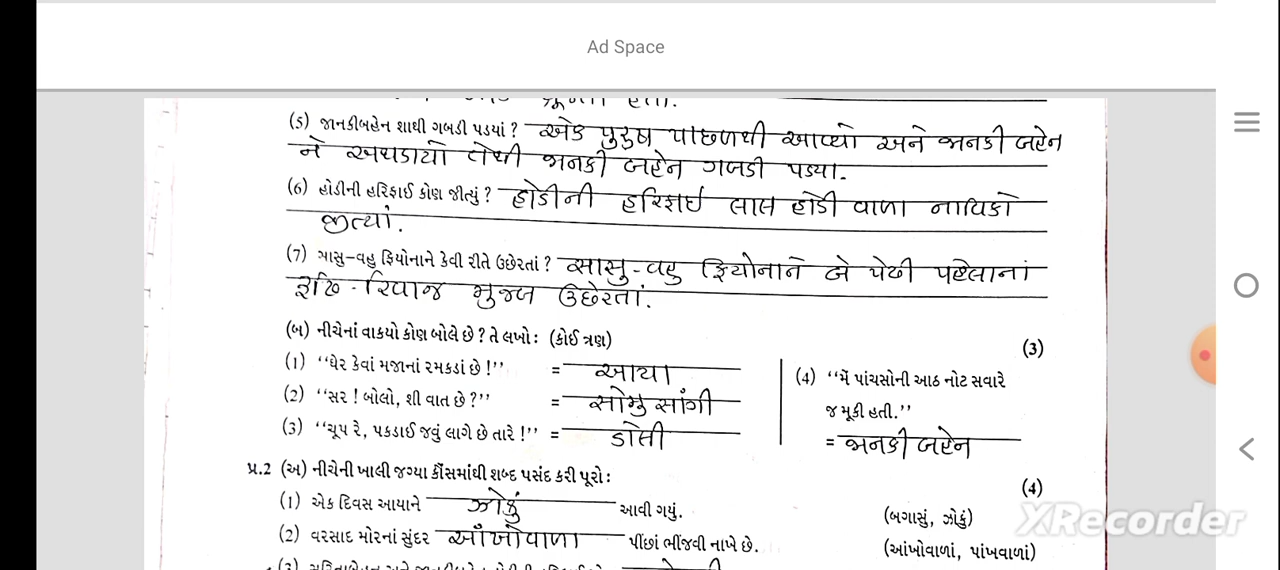 Ad Space
હતા.
(5) જાનકીબહેન શાથી ગબડી પડ્યાં ? એક પુરુષ પાછળથી આવ્યો અને જાનકી બહેન
ને અથડાયો તેથી જાનકી બહેન ગબડી પડ્યા.
(6) હોડીની હરિફાઈ કોણ જીત્યું ? હોડીની હરિફાઈ લાલ હોડી વાળા નાવિકો
જીત્યાં.
(7) સાસુ-વહુ ફિયોનાને કેવી રીતે ઉછેરતાં ? સાસુ-વહુ ફિયોનાને બે પેઢી પહેલાનાં
રૂઢિ-રિવાજ મુજબ ઉછેરતાં.
(બ) નીચેનાં વાક્યો કોણ બોલે છે ? તે લખો : (કોઈ ત્રણ) (3)
(1) “ઘેર કેવાં મજાનાં રમકડાં છે !” = આયા
(2) “સર ! બોલો, શી વાત છે ?” = સોમુ સાંગી
(3) “ચૂપ રે, પકડાઈ જવું લાગે છે તારે !” = ડોસી
(4) “મેં પાંચસોની આઠ નોટ સવારે
જ મૂકી હતી.”
= જાનકી બહેન
પ્ર.2 (અ) નીચેની ખાલી જગ્યા કૌંસમાંથી શબ્દ પસંદ કરી પૂરો : (4)
(1) એક દિવસ આયાને ઝોકું આવી ગયું. (બગાસું, ઝોકું)
(2) વરસાદ મોરનાં સુંદર આંખોવાળા પીંછાં ભીંજવી નાખે છે. (આંખોવાળાં, પાંખવાળાં)
XRecorder